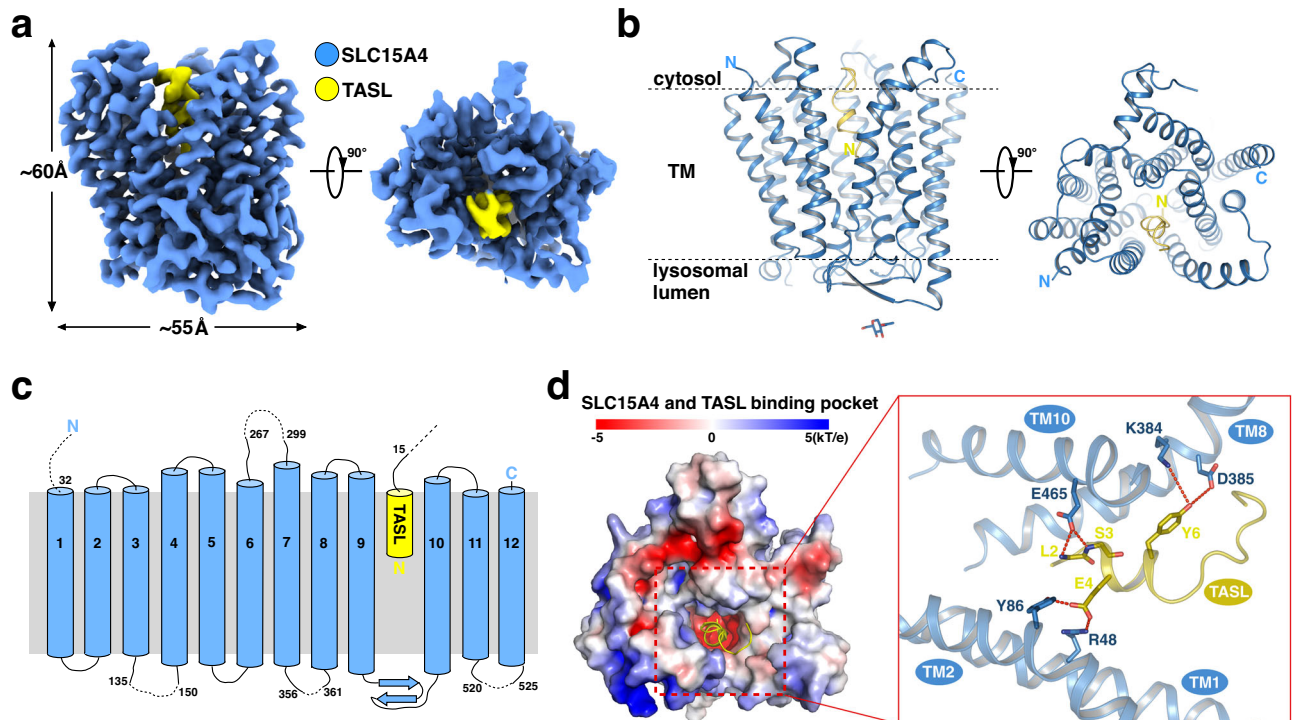 a
SLC15A4
TASL
~60Å
90°
~55Å
b
N
C
cytosol
N
TM
lysosomal
lumen
90°
N
C
N
c
N
267
299
15
C
32
TASL
1
2
3
4
5
6
7
8
9
10
11
12
N
135
150
356
361
520
525
d
SLC15A4 and TASL binding pocket
-5
0
5(kT/e)
TM10
K384
TM8
E465
D385
S3
L2
Y6
E4
TASL
Y86
R48
TM2
TM1